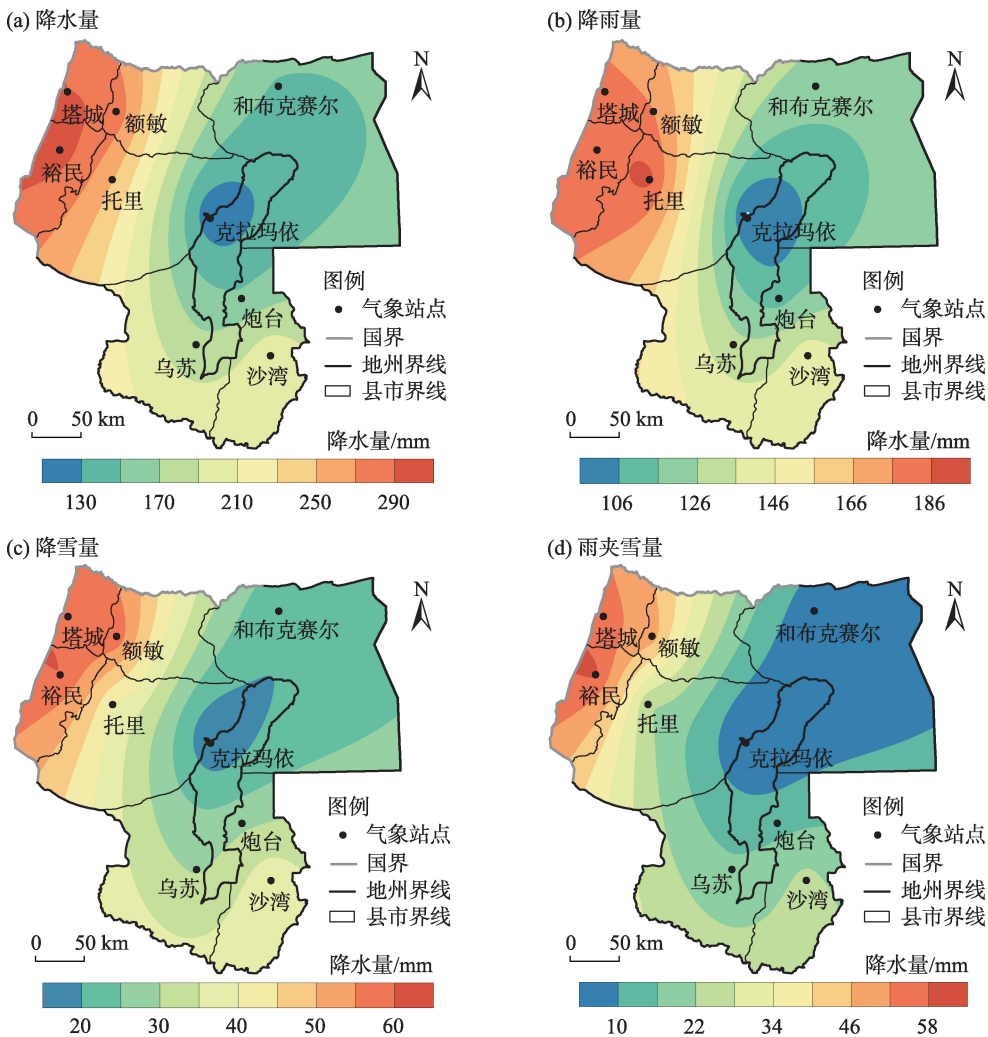 (a) 降水量
N
塔城
额敏
和布克赛尔
裕民
托里
克拉玛依
炮台
乌苏
沙湾
图例
气象站点
国界
地州界线
县市界线
0 50 km
降水量/mm
130 170 210 250 290
(b) 降雨量
N
塔城
额敏
和布克赛尔
裕民
托里
克拉玛依
炮台
乌苏
沙湾
图例
气象站点
国界
地州界线
县市界线
0 50 km
降水量/mm
106 126 146 166 186
(c) 降雪量
N
塔城
额敏
和布克赛尔
裕民
托里
克拉玛依
炮台
乌苏
沙湾
图例
气象站点
国界
地州界线
县市界线
0 50 km
降水量/mm
20 30 40 50 60
(d) 雨夹雪量
N
塔城
额敏
和布克赛尔
裕民
托里
克拉玛依
炮台
乌苏
沙湾
图例
气象站点
国界
地州界线
县市界线
0 50 km
降水量/mm
10 22 34 46 58